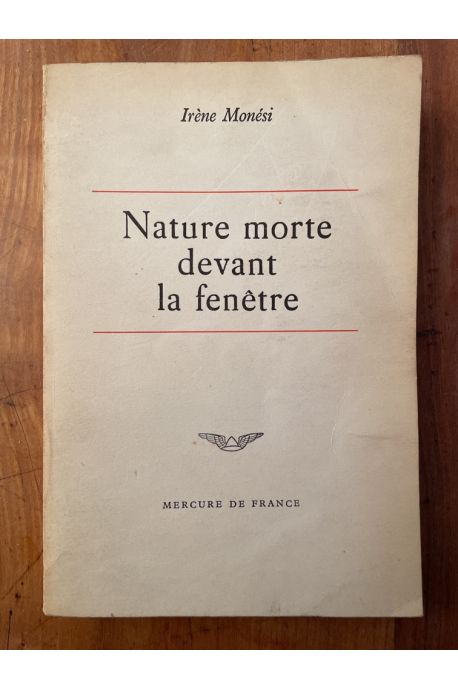 Irène Monési
Nature morte
devant
la fenêtre
MERCURE DE FRANCE